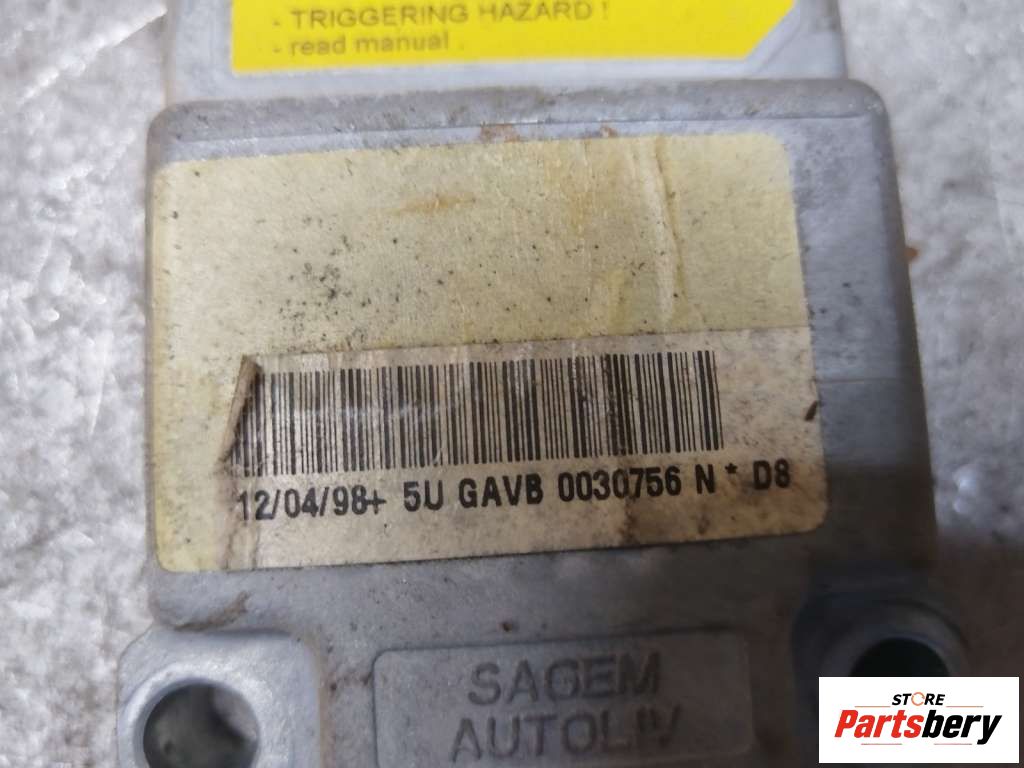 - TRIGGERING HAZARD !
- read manual .
12/04/98+ 5U GAVB 0030756 N * D8
SAGEM
AUTOLIV
STORE
Partsbery